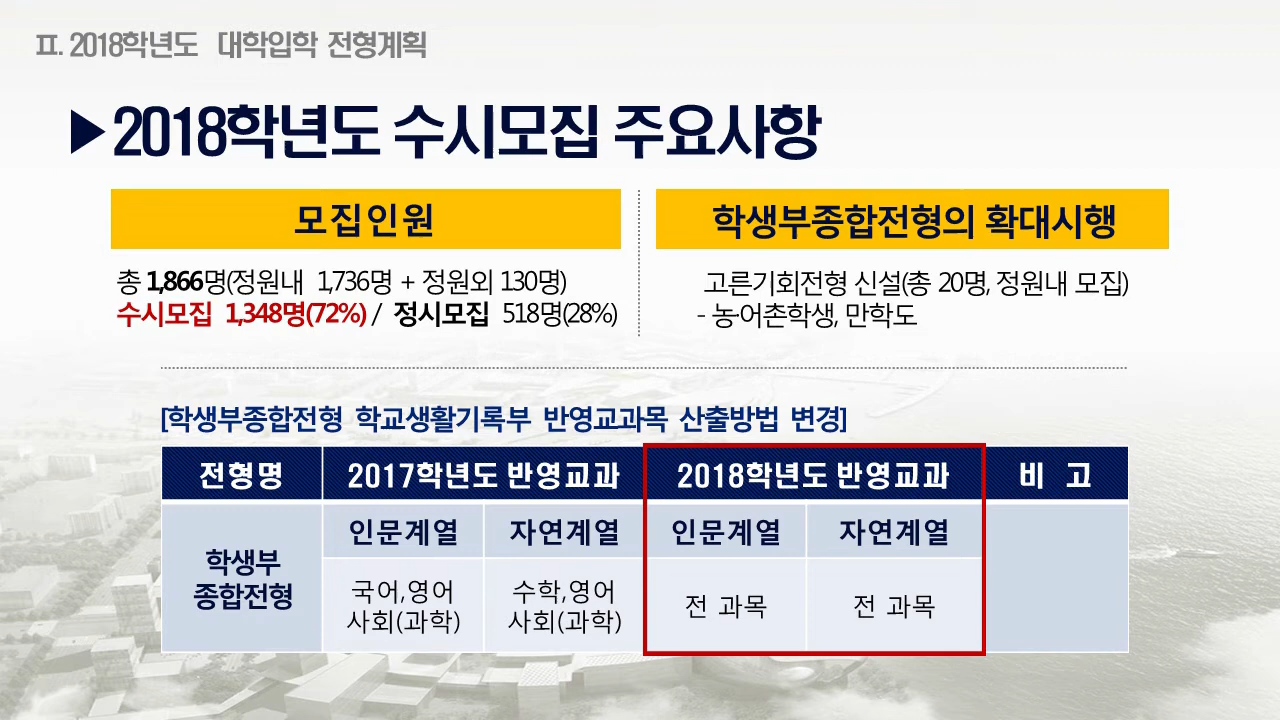 Ⅱ. 2018학년도 대학입학 전형계획
▶2018학년도 수시모집 주요사항
모집인원
총 1,866명(정원내 1,736명 + 정원외 130명)
수시모집 1,348명(72%) / 정시모집 518명(28%)
학생부종합전형의 확대시행
고른기회전형 신설(총 20명, 정원내 모집)
- 농·어촌학생, 만학도
[학생부종합전형 학교생활기록부 반영교과목 산출방법 변경]
전형명 2017학년도 반영교과 2018학년도 반영교과 비 고
인문계열 자연계열 인문계열 자연계열
학생부
종합전형
국어,영어
사회(과학)
수학,영어
사회(과학)
전 과목
전 과목